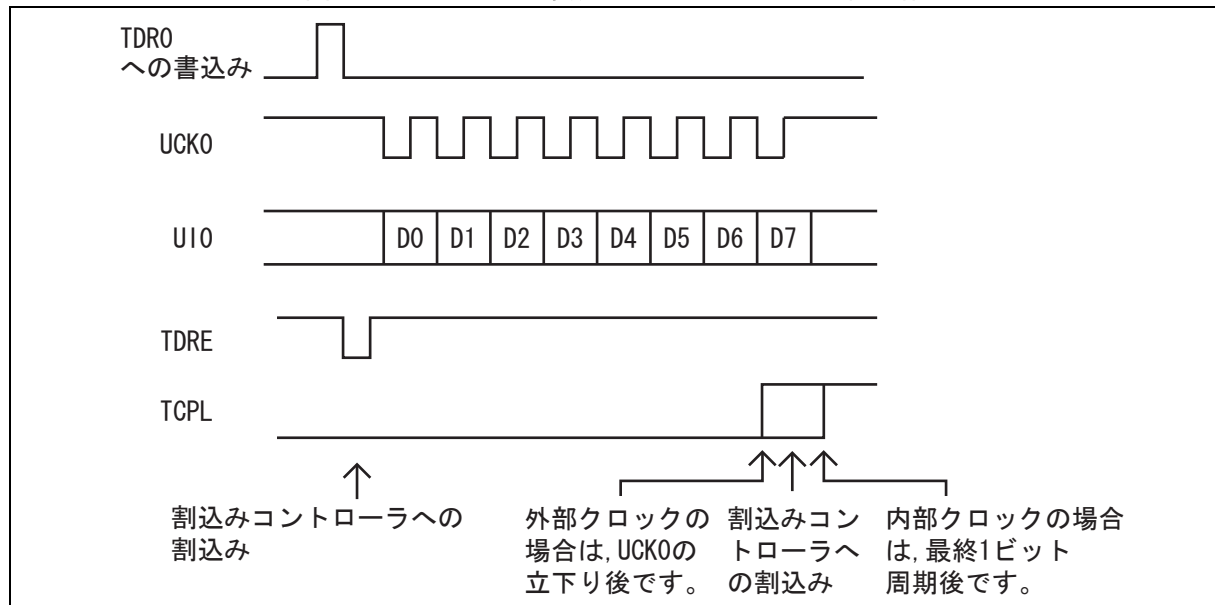 TDR0
への書込み
UCK0
UI0
D0 D1 D2 D3 D4 D5 D6 D7
TDRE
TCPL
割込みコントローラへの
割込み
外部クロックの
場合は,UCK0の
立下り後です。
割込みコン
トローラへ
の割込み
内部クロックの場合
は,最終1ビット
周期後です。